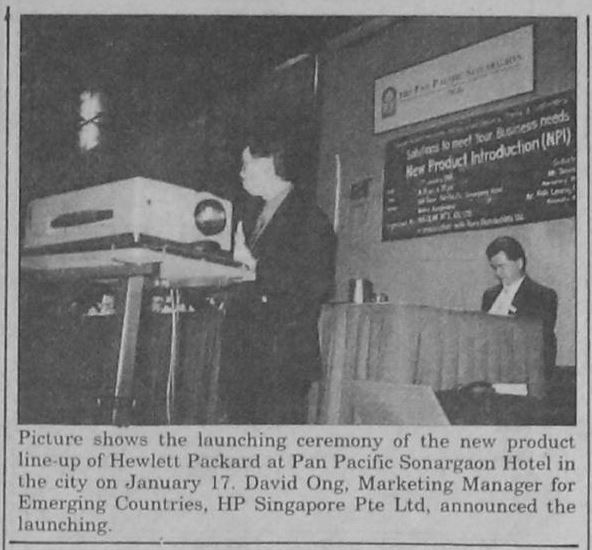 THE PAN PACIFIC SONARGAON
Solutions to meet Your Business needs
New Product Introduction (NPI)
Picture shows the launching ceremony of the new product
line-up of Hewlett Packard at Pan Pacific Sonargaon Hotel in
the city on January 17. David Ong, Marketing Manager for
Emerging Countries, HP Singapore Pte Ltd, announced the
launching.